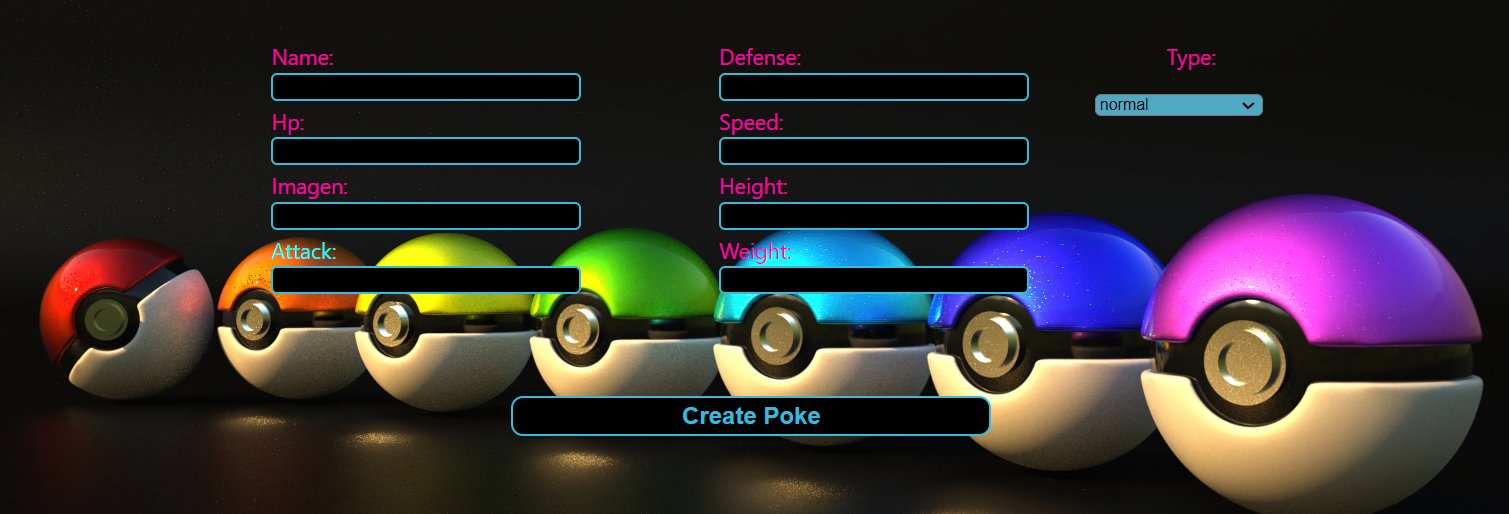 Name:
Defense:
Type:
normal
Hp:
Speed:
Imagen:
Height:
Attack:
Weight:
Create Poke